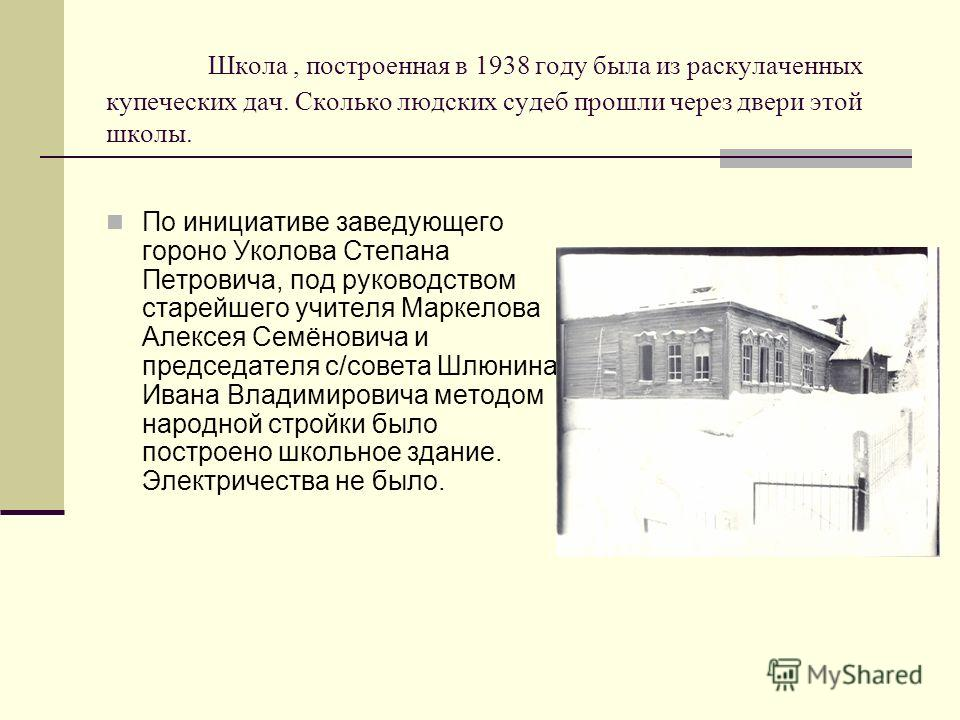 Школа , построенная в 1938 году была из раскулаченных
купеческих дач. Сколько людских судеб прошли через двери этой
школы.
По инициативе заведующего
гороно Уколова Степана
Петровича, под руководством
старейшего учителя Маркелова
Алексея Семёновича и
председателя с/совета Шлюнина
Ивана Владимировича методом
народной стройки было
построено школьное здание.
Электричества не было.
MyShared